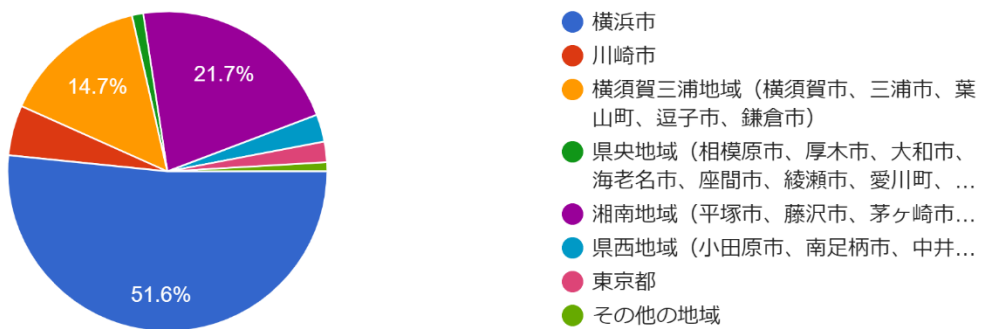 横浜市
川崎市
横須賀三浦地域（横須賀市、三浦市、葉
山町、逗子市、鎌倉市）
県央地域（相模原市、厚木市、大和市、
海老名市、座間市、綾瀬市、愛川町、...
湘南地域（平塚市、藤沢市、茅ヶ崎市...
県西地域（小田原市、南足柄市、中井...
東京都
その他の地域
21.7%
14.7%
51.6%